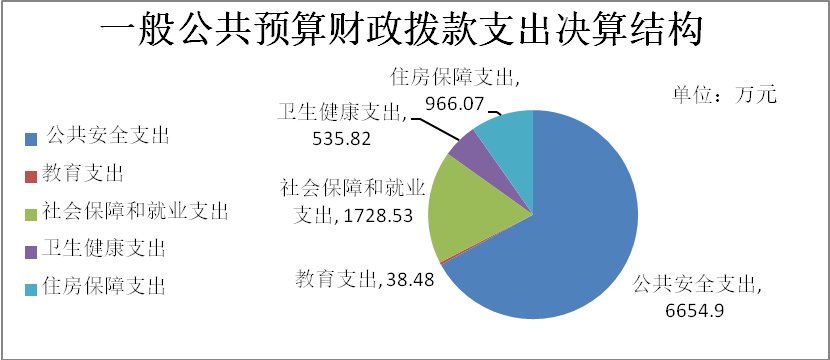 一般公共预算财政拨款支出决算结构
单位：万元
公共安全支出
教育支出
社会保障和就业支出
卫生健康支出
住房保障支出
住房保障支出,
966.07
卫生健康支出,
535.82
社会保障和就业
支出, 1728.53
教育支出, 38.48
公共安全支出,
6654.9